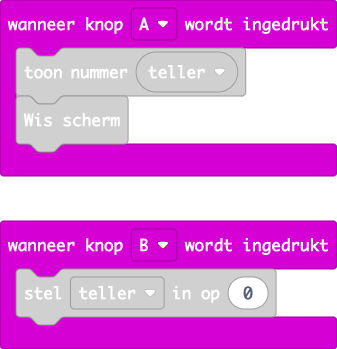 wanneer knop A wordt ingedrukt
toon nummer teller
Wis scherm
wanneer knop B wordt ingedrukt
stel teller in op 0